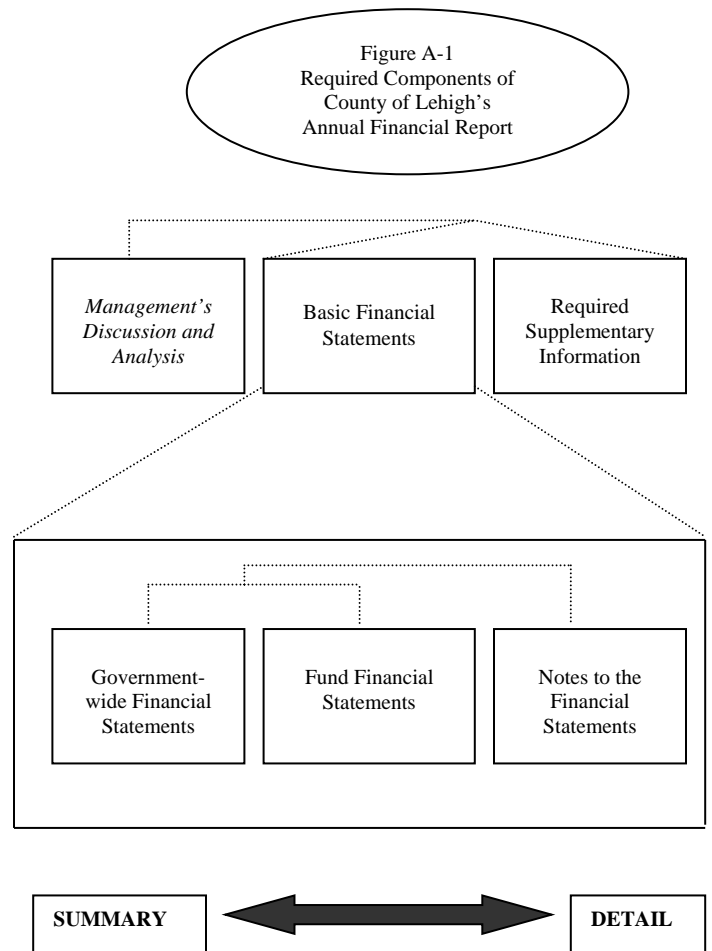 Figure A-1
Required Components of
County of Lehigh's
Annual Financial Report
Management's
Discussion and
Analysis
Basic Financial
Statements
Required
Supplementary
Information
Government-
wide Financial
Statements
Fund Financial
Statements
Notes to the
Financial
Statements
SUMMARY
DETAIL